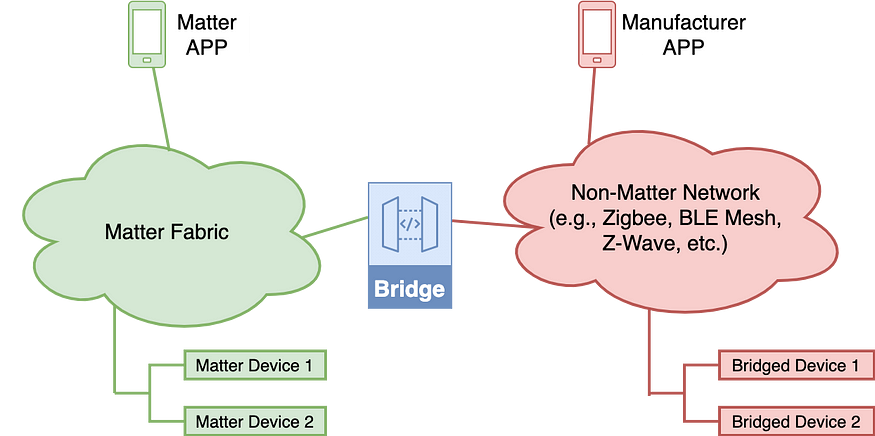 Matter
APP
Manufacturer
APP
Matter Fabric
</>
Bridge
Non-Matter Network
(e.g., Zigbee, BLE Mesh,
Z-Wave, etc.)
Matter Device 1
Matter Device 2
Bridged Device 1
Bridged Device 2